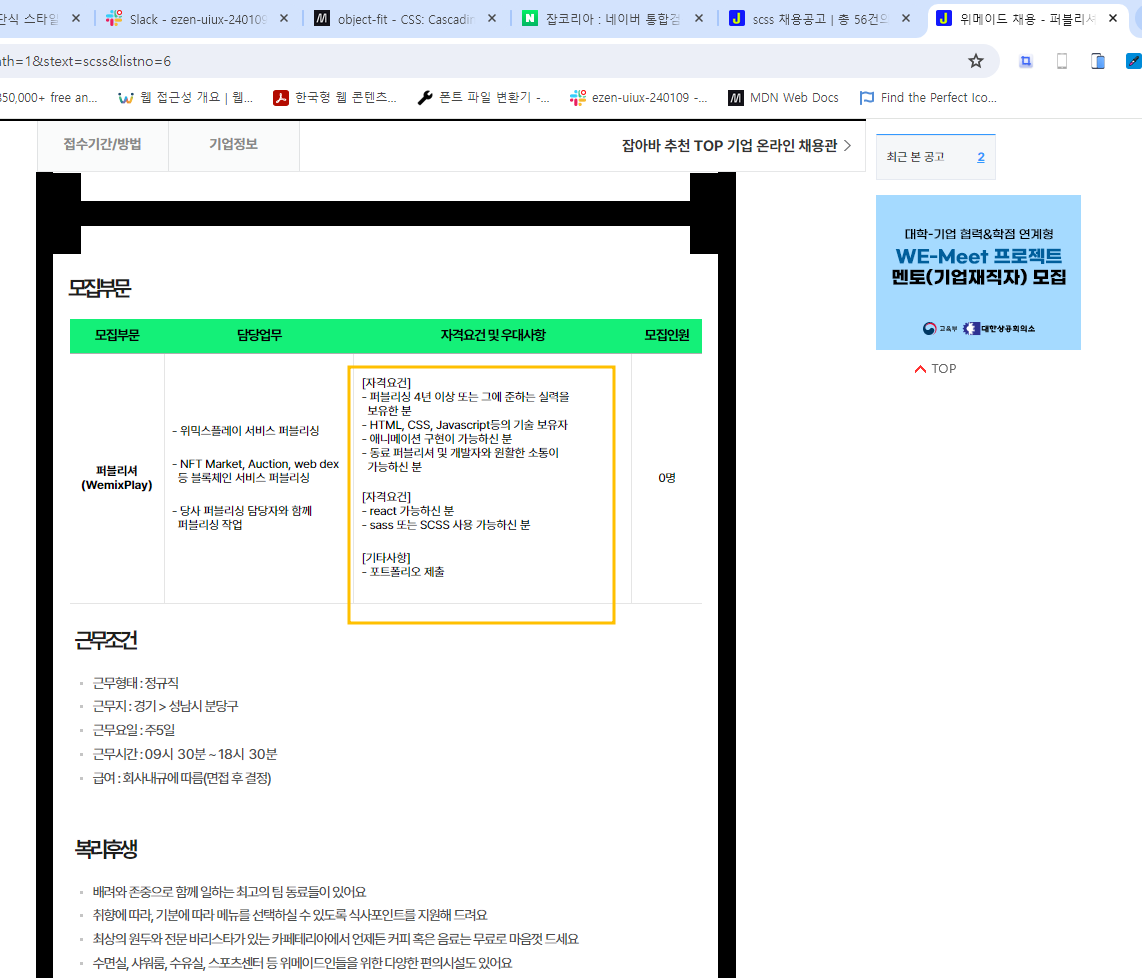 단식 스타일
Slack - ezen-uiux-240109
object-fit - CSS: Cascadin
잡코리아 : 네이버 통합검
scss 채용공고 | 총 56건의
위메이드 채용 - 퍼블리셔
ath=1&stext=scss&listno=6
350,000+ free an...
웹 접근성 개요 | 웹...
한국형 웹 콘텐츠...
폰트 파일 변환기 -...
ezen-uiux-240109 -...
MDN Web Docs
Find the Perfect Ico...
접수기간/방법
기업정보
잡아바 추천 TOP 기업 온라인 채용관
최근 본 공고 2
대학-기업 협력&학점 연계형
WE-Meet 프로젝트
멘토(기업재직자) 모집
교육부 대한상공회의소
TOP
모집부문
모집부문 담당업무 자격요건 및 우대사항 모집인원
퍼블리셔
(WemixPlay)
- 위믹스플레이 서비스 퍼블리싱
- NFT Market, Auction, web dex
등 블록체인 서비스 퍼블리싱
- 당사 퍼블리싱 담당자와 함께
퍼블리싱 작업
[자격요건]
- 퍼블리싱 4년 이상 또는 그에 준하는 실력을
보유한 분
- HTML, CSS, Javascript등의 기술 보유자
- 애니메이션 구현이 가능하신 분
- 동료 퍼블리셔 및 개발자와 원활한 소통이
가능하신 분
[자격요건]
- react 가능하신 분
- sass 또는 SCSS 사용 가능하신 분
[기타사항]
- 포트폴리오 제출
0명
근무조건
근무형태 : 정규직
근무지 : 경기 > 성남시 분당구
근무요일 : 주5일
근무시간 : 09시 30분 ~ 18시 30분
급여 : 회사내규에 따름(면접 후 결정)
복리후생
배려와 존중으로 함께 일하는 최고의 팀 동료들이 있어요
취향에 따라, 기분에 따라 메뉴를 선택하실 수 있도록 식사포인트를 지원해 드려요
최상의 원두와 전문 바리스타가 있는 카페테리아에서 언제든 커피 혹은 음료는 무료로 마음껏 드세요
수면실, 샤워룸, 수유실, 스포츠센터 등 위메이드인들을 위한 다양한 편의시설도 있어요